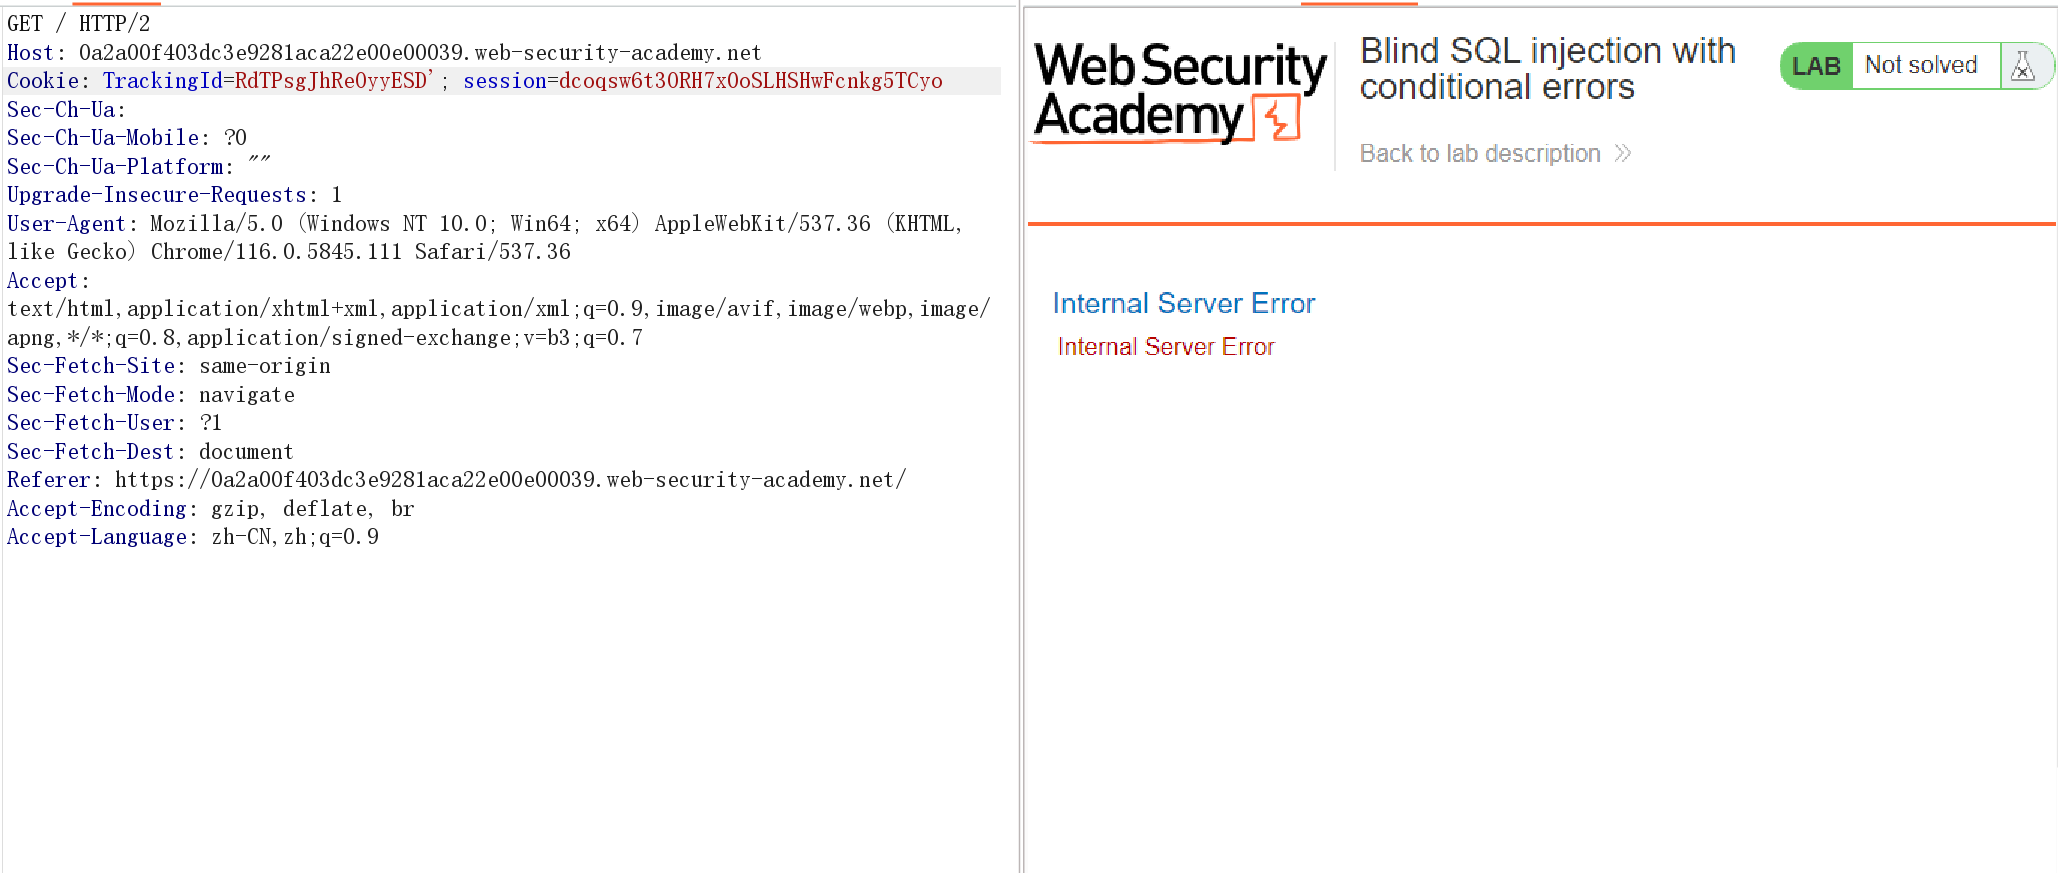 GET / HTTP/2
Host: 0a2a00f403dc3e9281aca22e00e00039.web-security-academy.net
Cookie: TrackingId=RdTPsgJhReOyyESD'; session=dcoqsw6t3ORH7xOoSLHSHwFcnkg5TCyo
Sec-Ch-Ua:
Sec-Ch-Ua-Mobile: ?0
Sec-Ch-Ua-Platform: ""
Upgrade-Insecure-Requests: 1
User-Agent: Mozilla/5.0 (Windows NT 10.0; Win64; x64) AppleWebKit/537.36 (KHTML,
like Gecko) Chrome/116.0.5845.111 Safari/537.36
Accept:
text/html,application/xhtml+xml,application/xml;q=0.9,image/avif,image/webp,image/
apng,*/*;q=0.8,application/signed-exchange;v=b3;q=0.7
Sec-Fetch-Site: same-origin
Sec-Fetch-Mode: navigate
Sec-Fetch-User: ?1
Sec-Fetch-Dest: document
Referer: https://0a2a00f403dc3e9281aca22e00e00039.web-security-academy.net/
Accept-Encoding: gzip, deflate, br
Accept-Language: zh-CN,zh;q=0.9
Web Security
Academy
Blind SQL injection with
conditional errors
Back to lab description
LAB Not solved
Internal Server Error
Internal Server Error